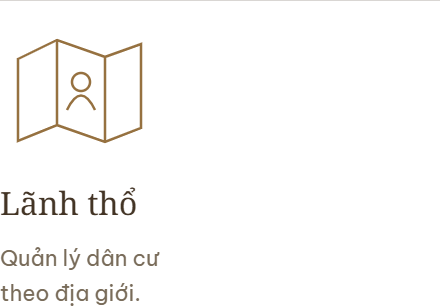 Lãnh thổ
Quản lý dân cư
theo địa giới.